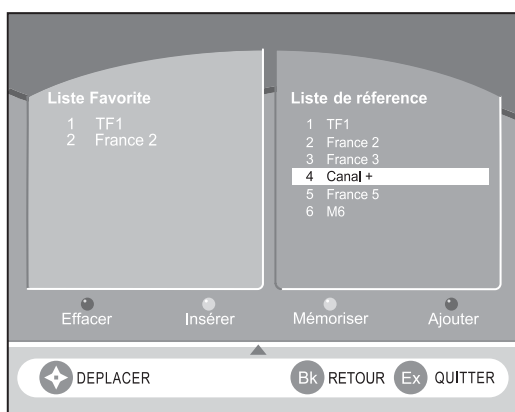 Liste Favorite
1 TF1
2 France 2
Liste de réference
1 TF1
2 France 2
3 France 3
4 Canal +
5 France 5
6 M6
Effacer Insérer Mémoriser Ajouter
DEPLACER Bk RETOUR Ex QUITTER